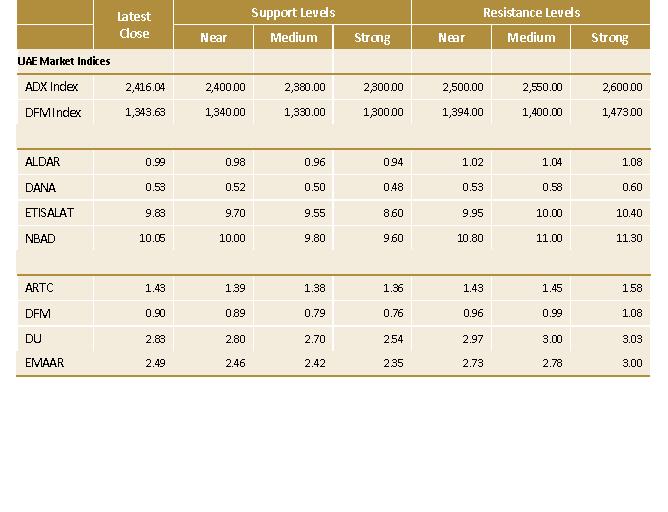 Latest Close Support Levels Resistance Levels
Near Medium Strong Near Medium Strong
UAE Market Indices
ADX Index 2,416.04 2,400.00 2,380.00 2,300.00 2,500.00 2,550.00 2,600.00
DFM Index 1,343.63 1,340.00 1,330.00 1,300.00 1,394.00 1,400.00 1,473.00
ALDAR 0.99 0.98 0.96 0.94 1.02 1.04 1.08
DANA 0.53 0.52 0.50 0.48 0.53 0.58 0.60
ETISALAT 9.83 9.70 9.55 8.60 9.95 10.00 10.40
NBAD 10.05 10.00 9.80 9.60 10.80 11.00 11.30
ARTC 1.43 1.39 1.38 1.36 1.43 1.45 1.58
DFM 0.90 0.89 0.79 0.76 0.96 0.99 1.08
DU 2.83 2.80 2.70 2.54 2.97 3.00 3.03
EMAAR 2.49 2.46 2.42 2.35 2.73 2.78 3.00